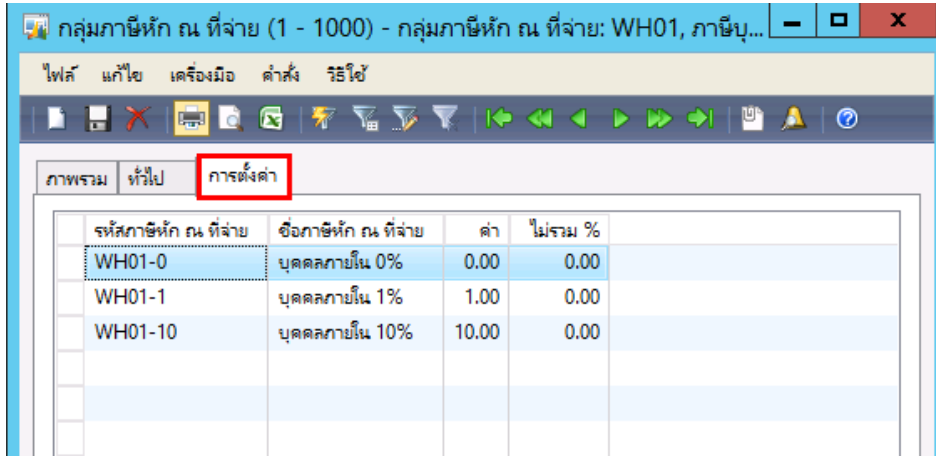 กลุ่มภาษีหัก ณ ที่จ่าย (1 - 1000) - กลุ่มภาษีหัก ณ ที่จ่าย: WH01, ภาษีบุ...
ไฟล์ แก้ไข เครื่องมือ คำสั่ง วิธีใช้
ภาพรวม ทั่วไป การตั้งค่า
รหัสภาษีหัก ณ ที่จ่าย ชื่อภาษีหัก ณ ที่จ่าย ค่า ไม่รวม %
WH01-0 บุคคลภายใน 0% 0.00 0.00
WH01-1 บุคคลภายใน 1% 1.00 0.00
WH01-10 บุคคลภายใน 10% 10.00 0.00